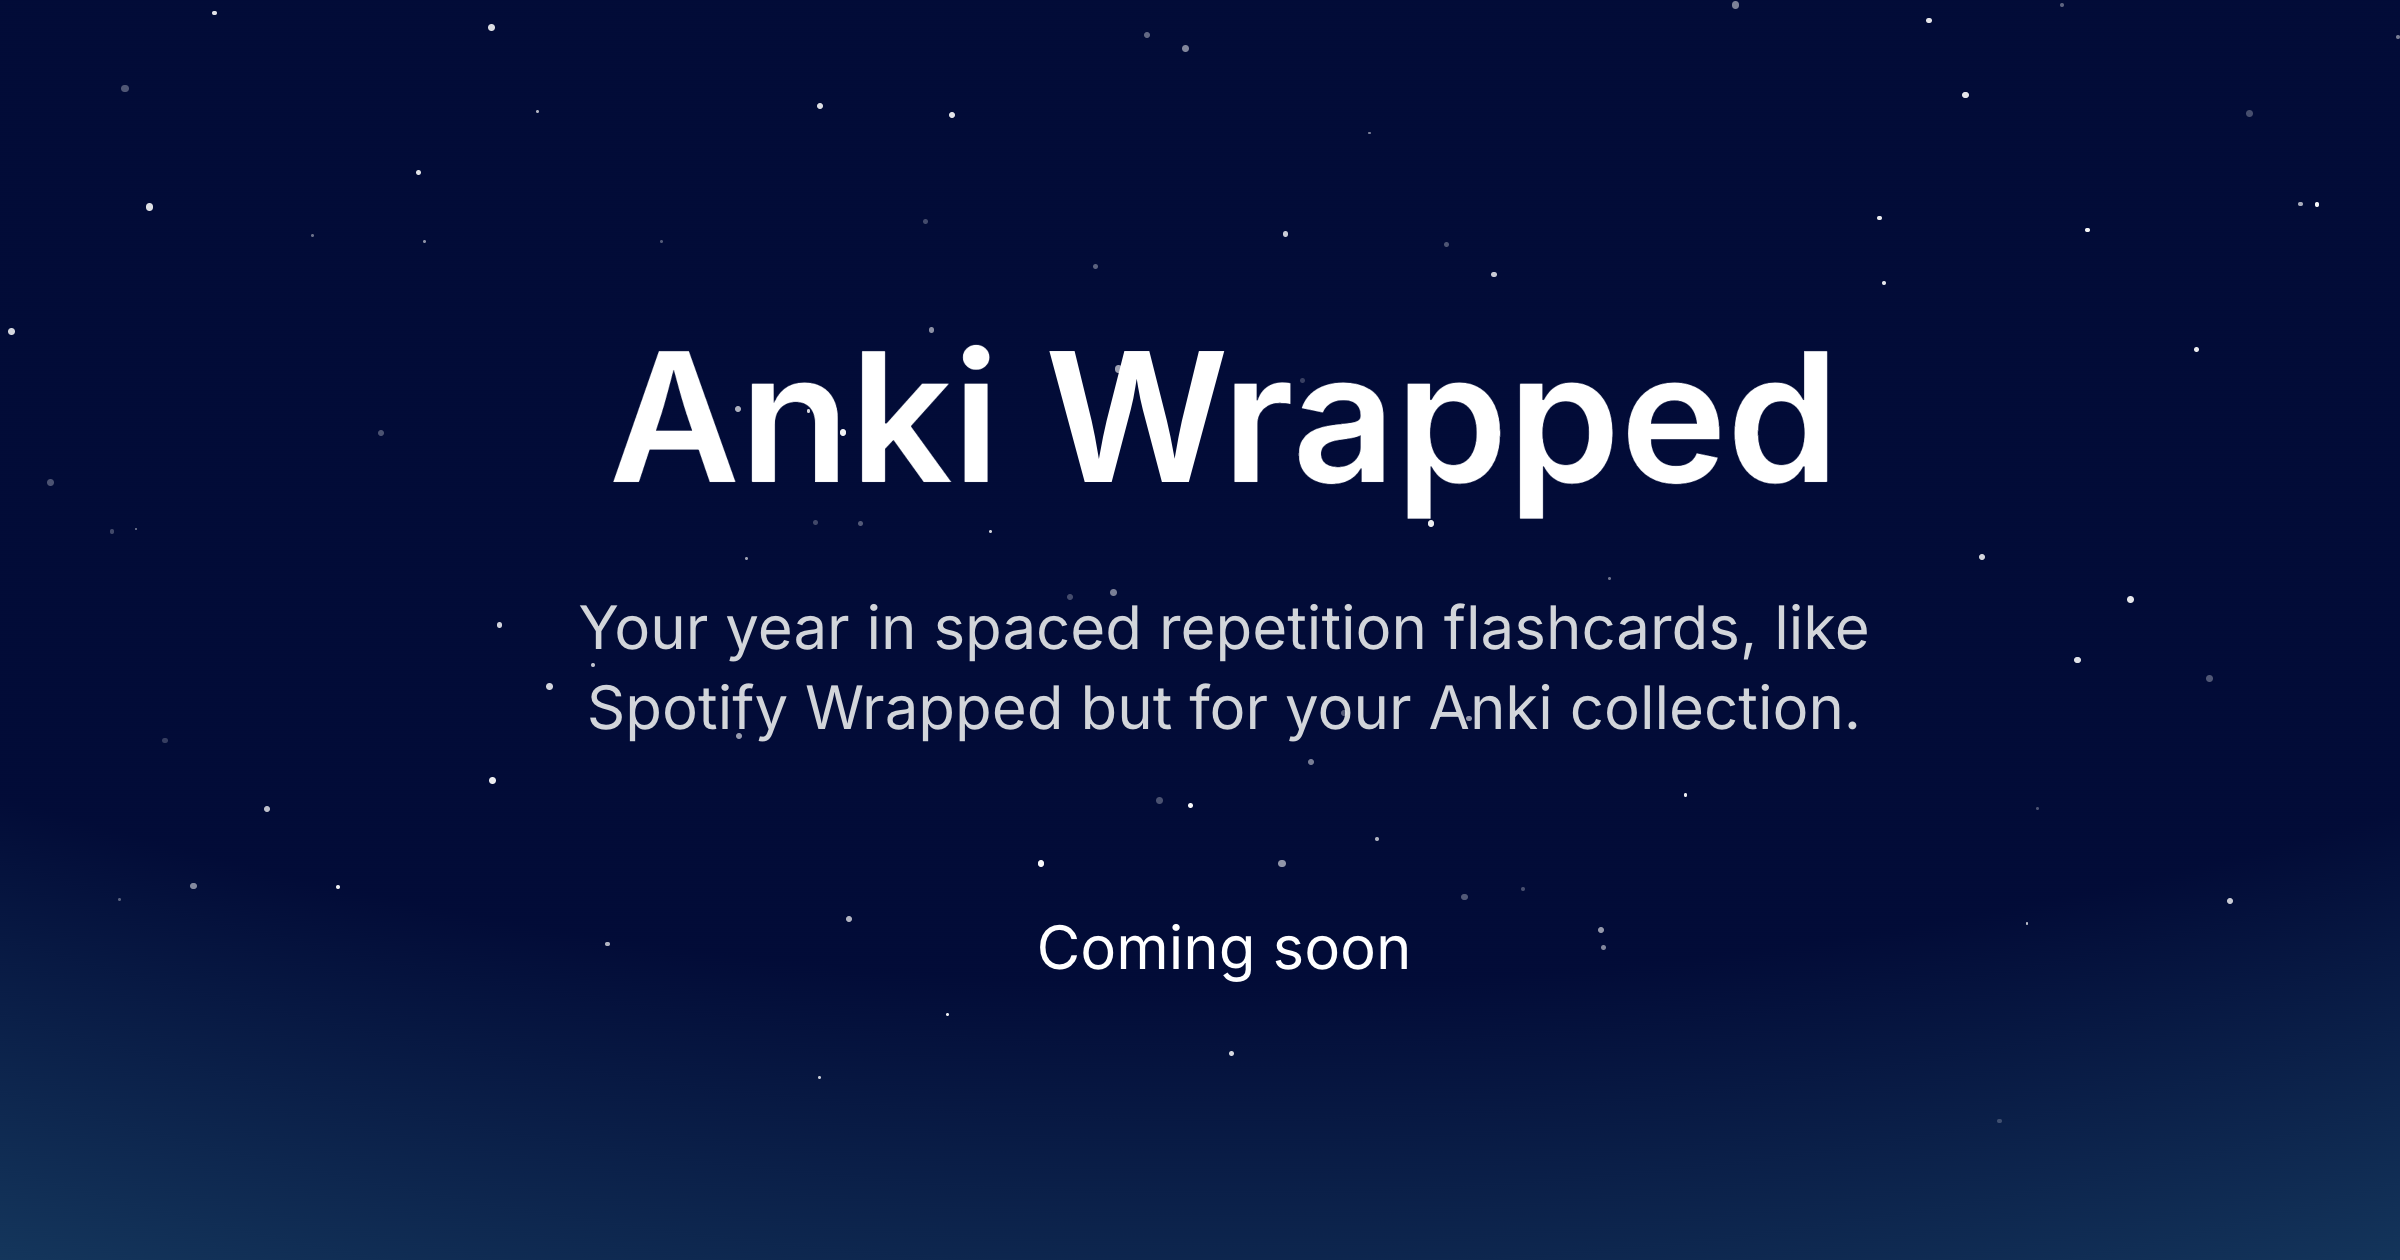 Anki Wrapped
Your year in spaced repetition flashcards, like
Spotify Wrapped but for your Anki collection.
Coming soon